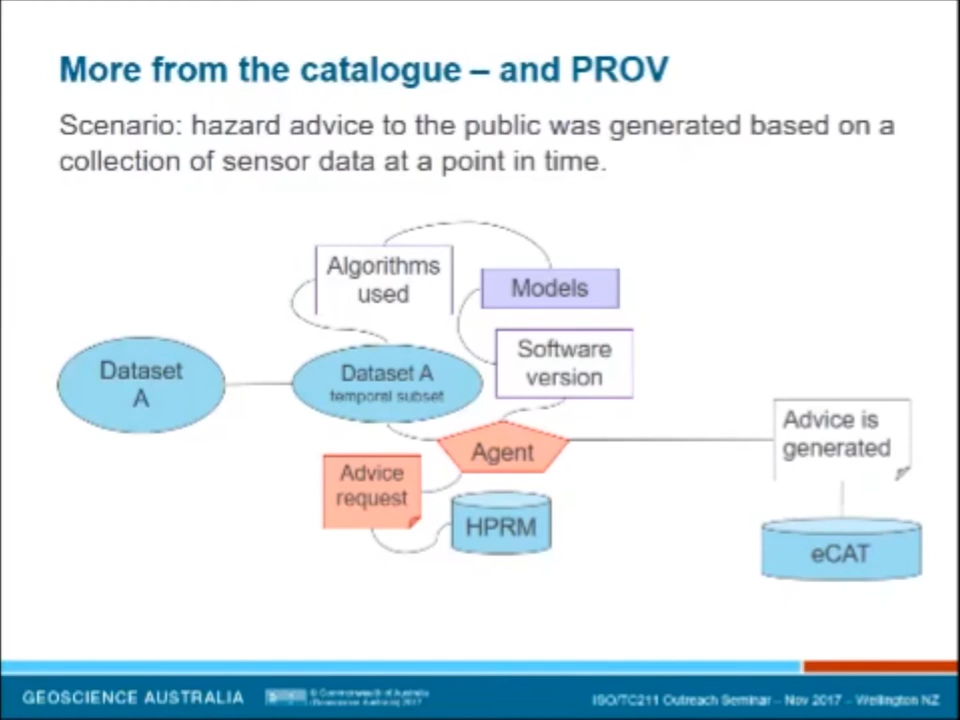 More from the catalogue – and PROV
Scenario: hazard advice to the public was generated based on a
collection of sensor data at a point in time.
Algorithms
used
Models
Software
version
Dataset
A
Dataset A
temporal subset
Advice is
generated
Agent
Advice
request
HPRM
eCAT
GEOSCIENCE AUSTRALIA
© Commonwealth of Australia
(Geoscience Australia) 2017
ISO/TC211 Outreach Seminar – Nov 2017 – Wellington NZ